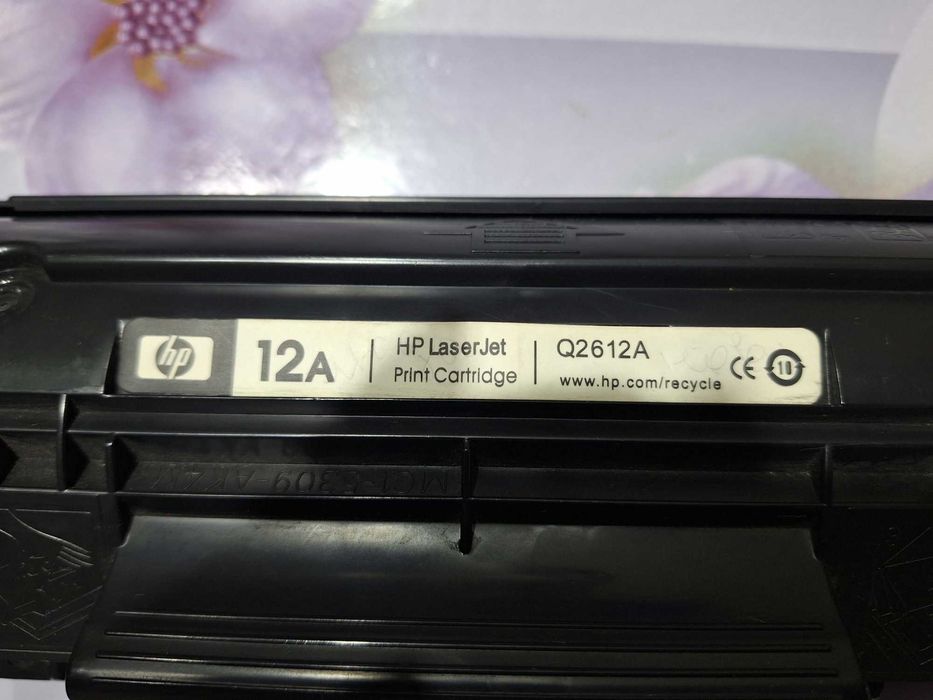 hp
12A
HP LaserJet
Print Cartridge
Q2612A
www.hp.com/recycle
CE
10